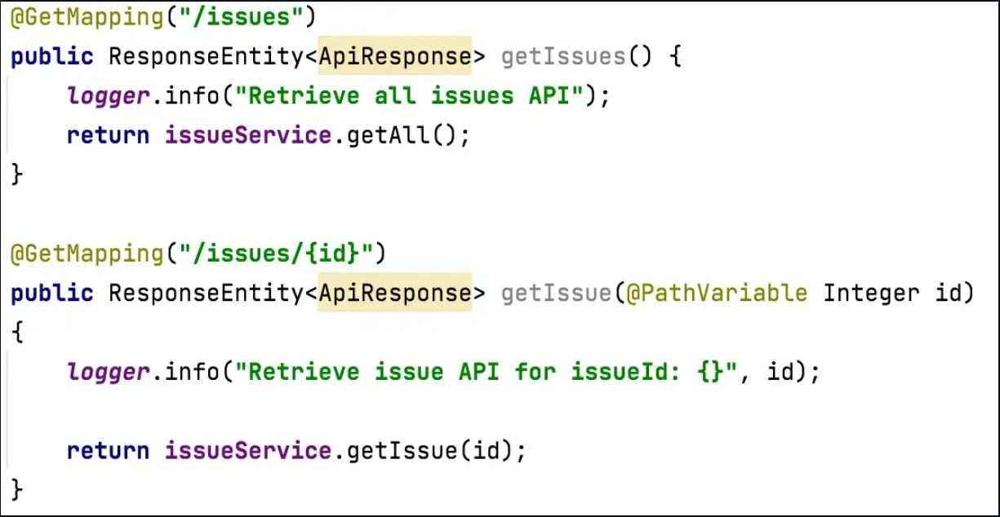 @GetMapping("/issues")
public ResponseEntity<ApiResponse> getIssues() {
    logger.info("Retrieve all issues API");
    return issueService.getAll();
}

@GetMapping("/issues/{id}")
public ResponseEntity<ApiResponse> getIssue(@PathVariable Integer id)
{
    logger.info("Retrieve issue API for issueId: {}", id);

    return issueService.getIssue(id);
}